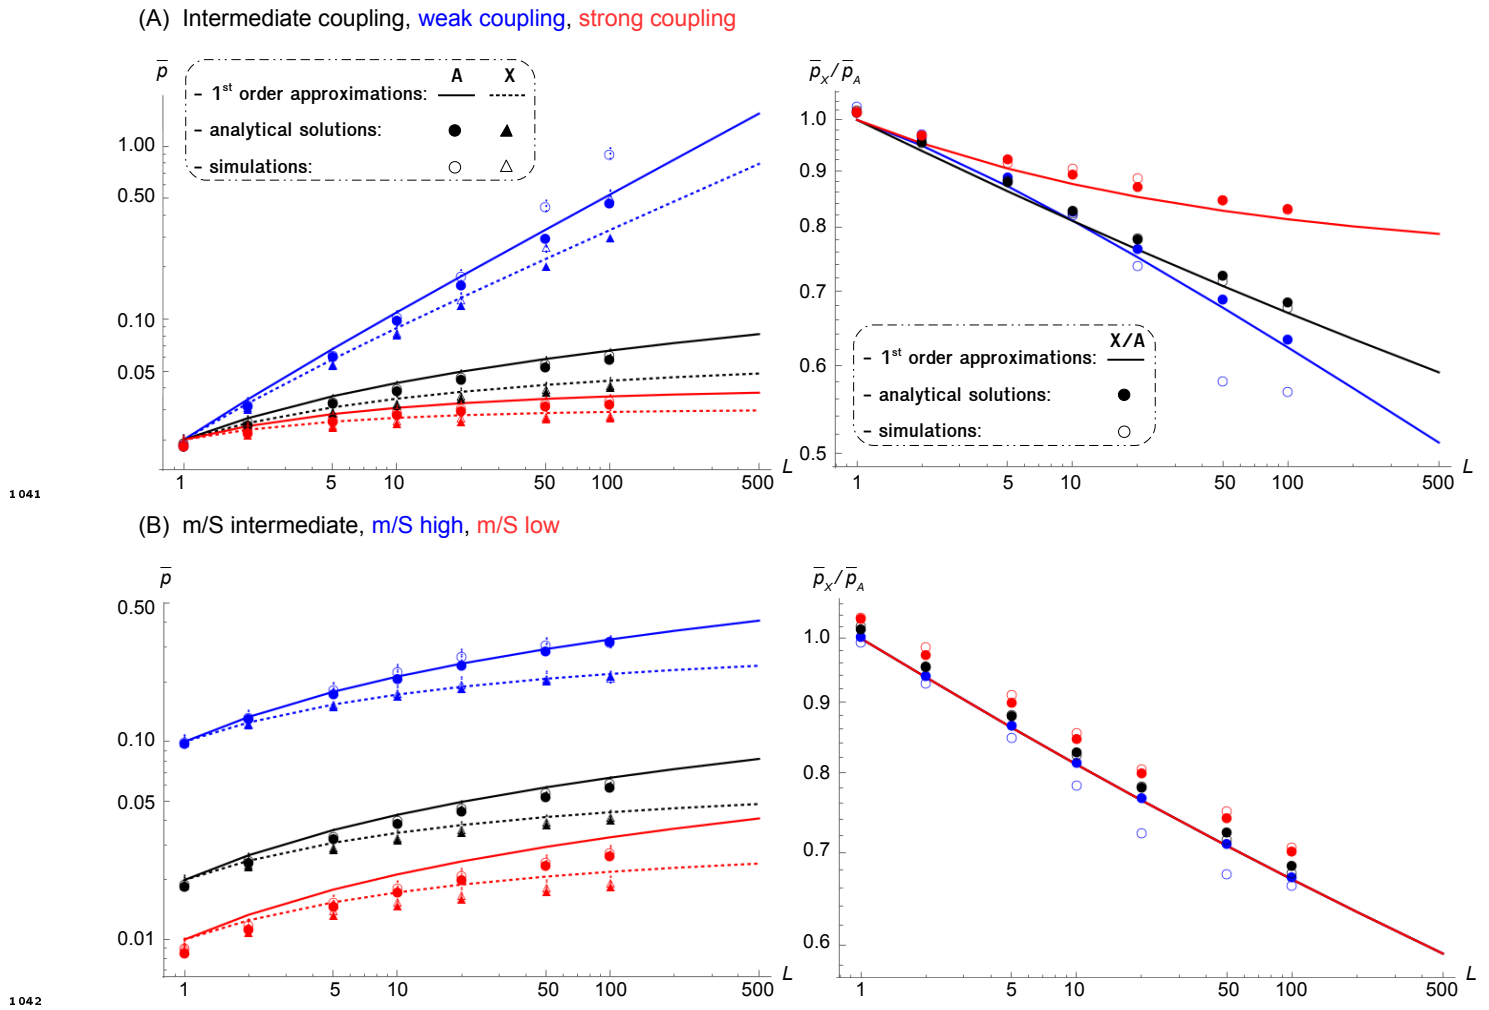 (A) Intermediate coupling, weak coupling, strong coupling
p
A X
- 1st order approximations:
- analytical solutions:
- simulations:
1.00
0.50
0.10
0.05
1 5 10 50 100 500
L
pX/pA
1.0
0.9
0.8
0.7
0.6
0.5
X/A
- 1st order approximations:
- analytical solutions:
- simulations:
1 5 10 50 100 500
L
1041
(B) m/S intermediate, m/S high, m/S low
p
0.50
0.10
0.05
0.01
1 5 10 50 100 500
L
pX/pA
1.0
0.9
0.8
0.7
0.6
1 5 10 50 100 500
L
1042